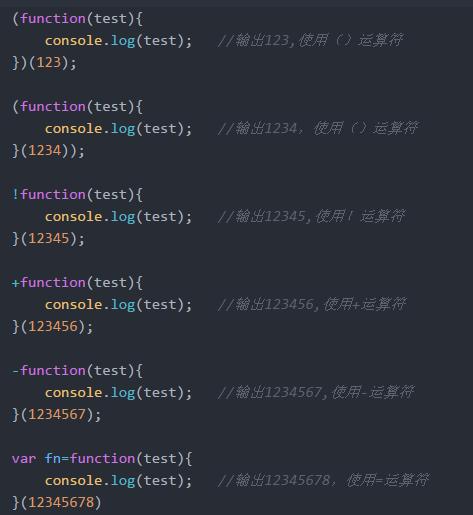 (function(test){
    console.log(test);   //输出123,使用（）运算符
})(123);

(function(test){
    console.log(test);   //输出1234，使用（）运算符
}(1234));

!function(test){
    console.log(test);   //输出12345,使用！运算符
}(12345);

+function(test){
    console.log(test);   //输出123456,使用+运算符
}(123456);

-function(test){
    console.log(test);   //输出1234567,使用-运算符
}(1234567);

var fn=function(test){
    console.log(test);   //输出12345678，使用=运算符
}(12345678)